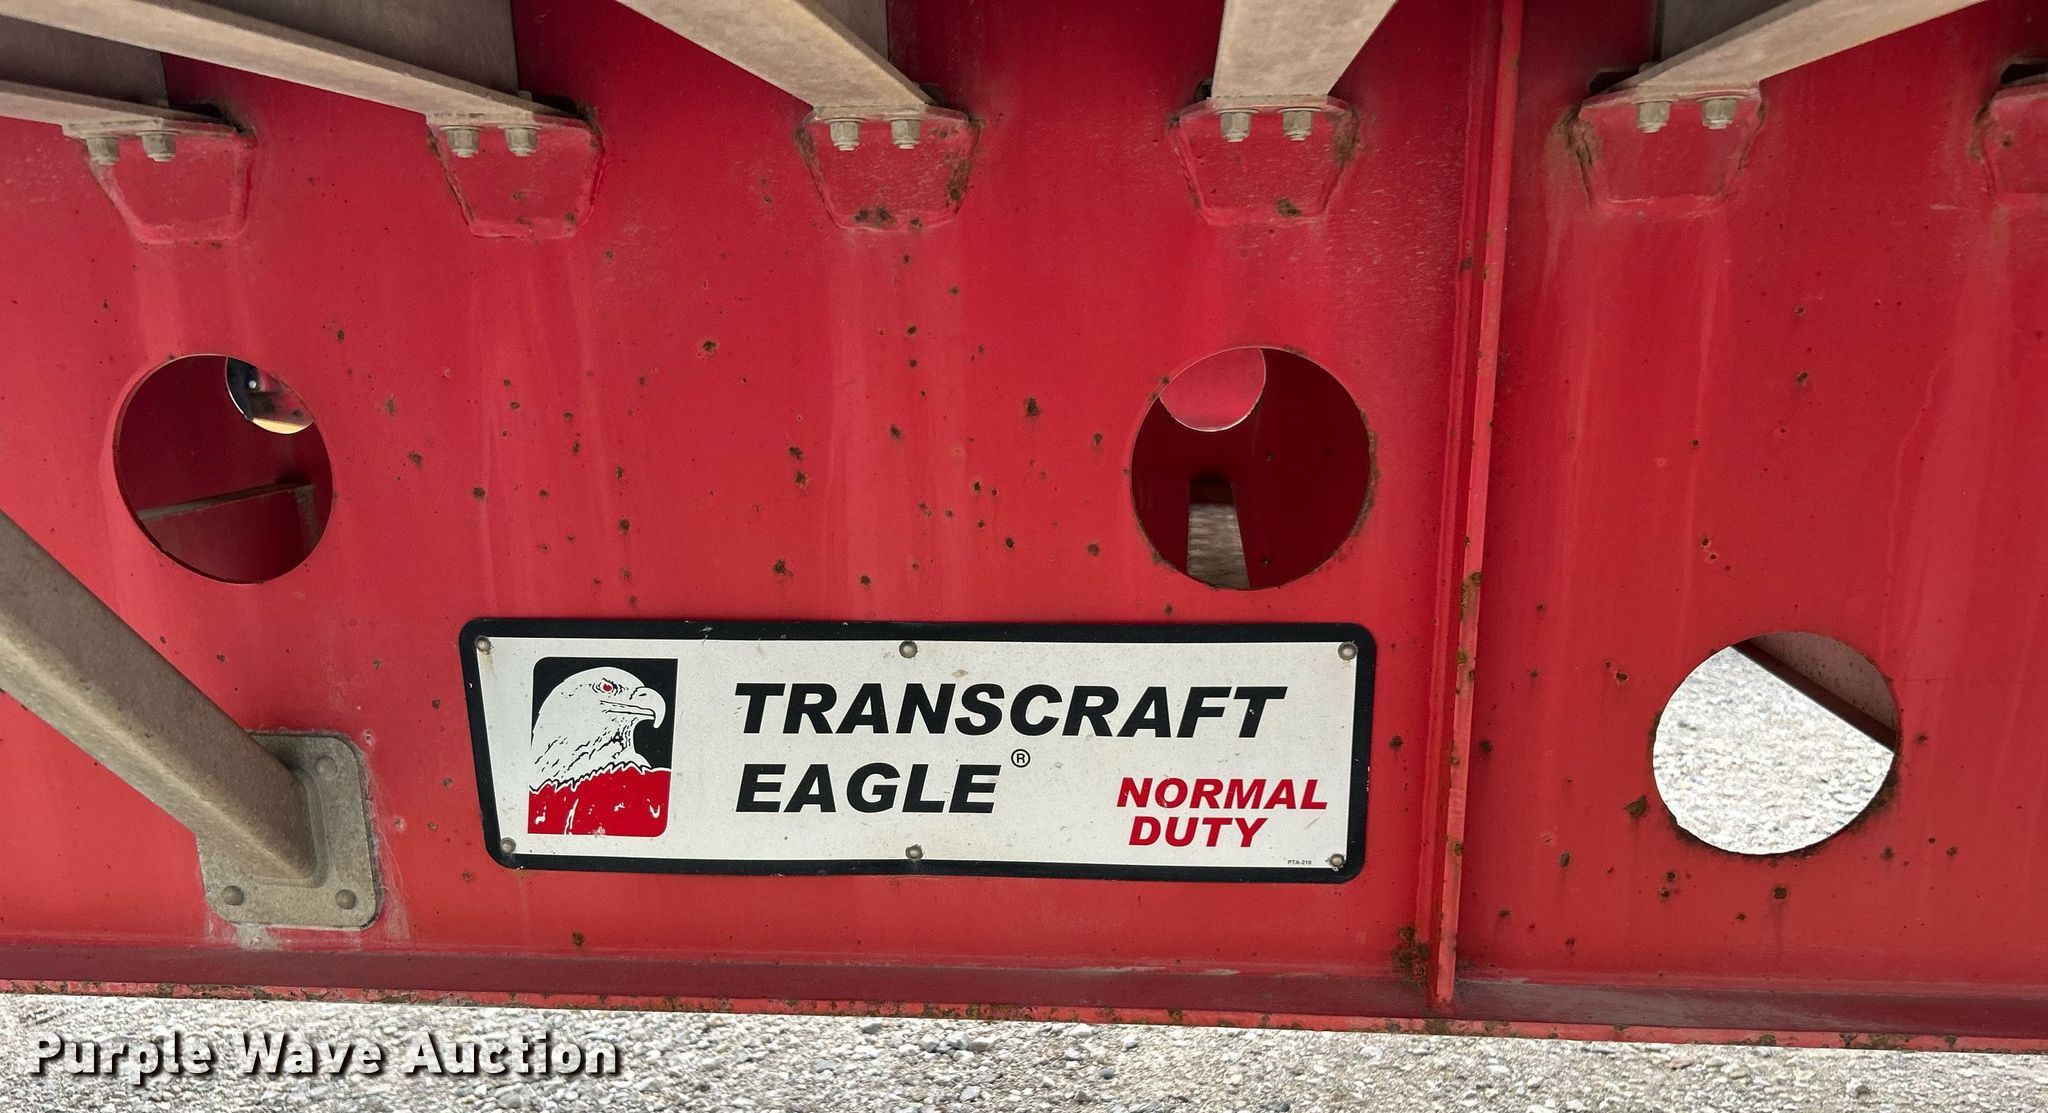 TRANSCRAFT
EAGLE®
NORMAL
DUTY
PTA-210
Purple Wave Auction